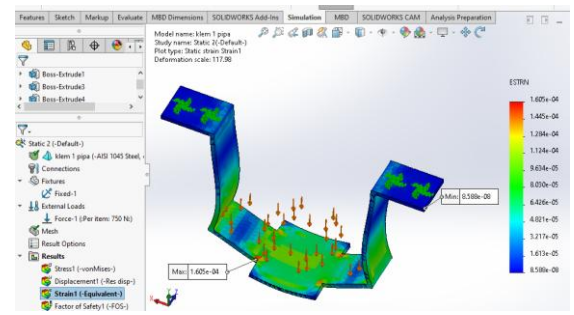 Features Sketch Markup Evaluate MBD Dimensions SOLIDWORKS Add-Ins Simulation MBD SOLIDWORKS CAM Analysis Preparation
Model name: klem 1 pipa
Study name: Static 2(-Default-)
Plot type: Static strain Strain1
Deformation scale: 117.98
Boss-Extrude1
Boss-Extrude3
Boss-Extrude4
Static 2 (-Default-)
klem 1 pipa (-AISI 1045 Steel,
Connections
Fixtures
Fixed-1
External Loads
Force-1 (:Per item: 750 N:)
Mesh
Result Options
Results
Stress1 (-vonMises-)
Displacement1 (-Res disp-)
Strain1 (-Equivalent-)
Factor of Safety1 (-FOS-)
Max: 1.605e-04
Min: 8.588e-08
ESTRN
1.605e-04
1.445e-04
1.284e-04
1.124e-04
9.634e-05
8.030e-05
6.426e-05
4.821e-05
3.217e-05
1.613e-05
8.588e-08